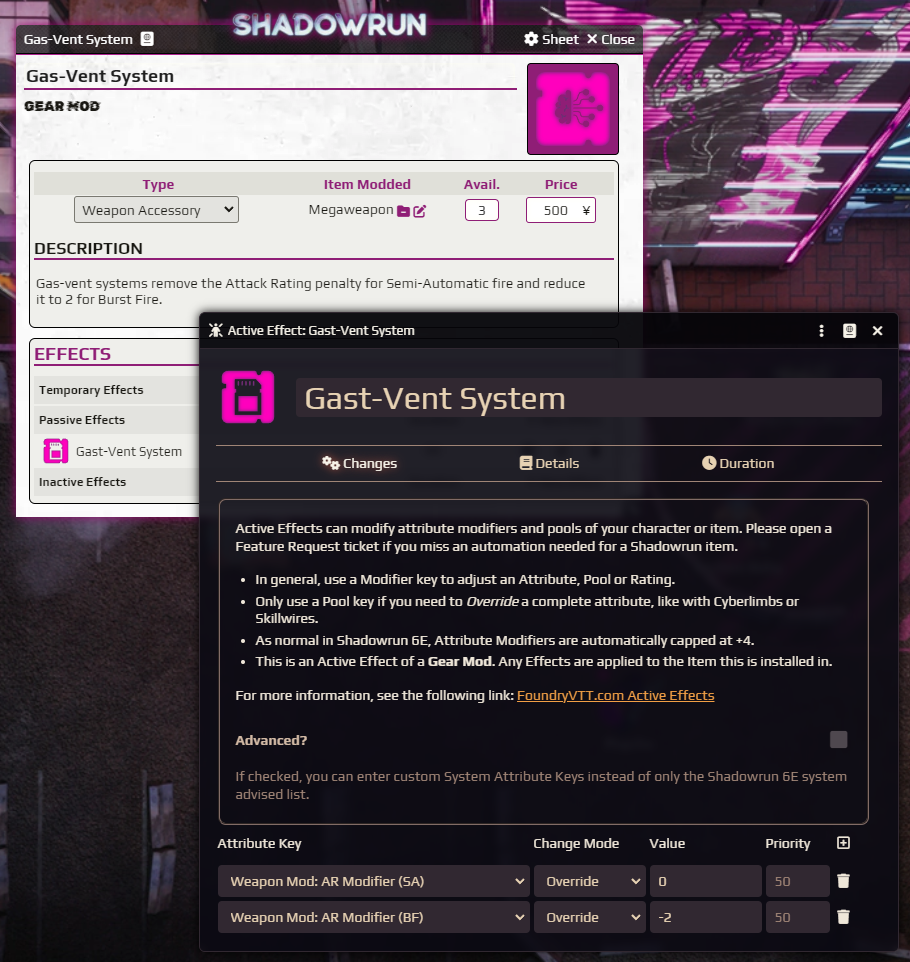 SHADOWRUN
Gas-Vent System
Sheet
Close
Gas-Vent System
GEAR MOD
Type
Item Modded
Avail.
Price
Weapon Accessory
Megaweapon
3
500 ¥
DESCRIPTION
Gas-vent systems remove the Attack Rating penalty for Semi-Automatic fire and reduce
it to 2 for Burst Fire.
EFFECTS
Temporary Effects
Passive Effects
Gast-Vent System
Inactive Effects
Active Effect: Gast-Vent System
Gast-Vent System
Changes
Details
Duration
Active Effects can modify attribute modifiers and pools of your character or item. Please open a
Feature Request ticket if you miss an automation needed for a Shadowrun item.
• In general, use a Modifier key to adjust an Attribute, Pool or Rating.
• Only use a Pool key if you need to Override a complete attribute, like with Cyberlimbs or
Skillwires.
• As normal in Shadowrun 6E, Attribute Modifiers are automatically capped at +4.
• This is an Active Effect of a Gear Mod. Any Effects are applied to the Item this is installed in.
For more information, see the following link: FoundryVTT.com Active Effects
Advanced?
If checked, you can enter custom System Attribute Keys instead of only the Shadowrun 6E system
advised list.
Attribute Key
Change Mode
Value
Priority
Weapon Mod: AR Modifier (SA)
Override
0
50
Weapon Mod: AR Modifier (BF)
Override
-2
50